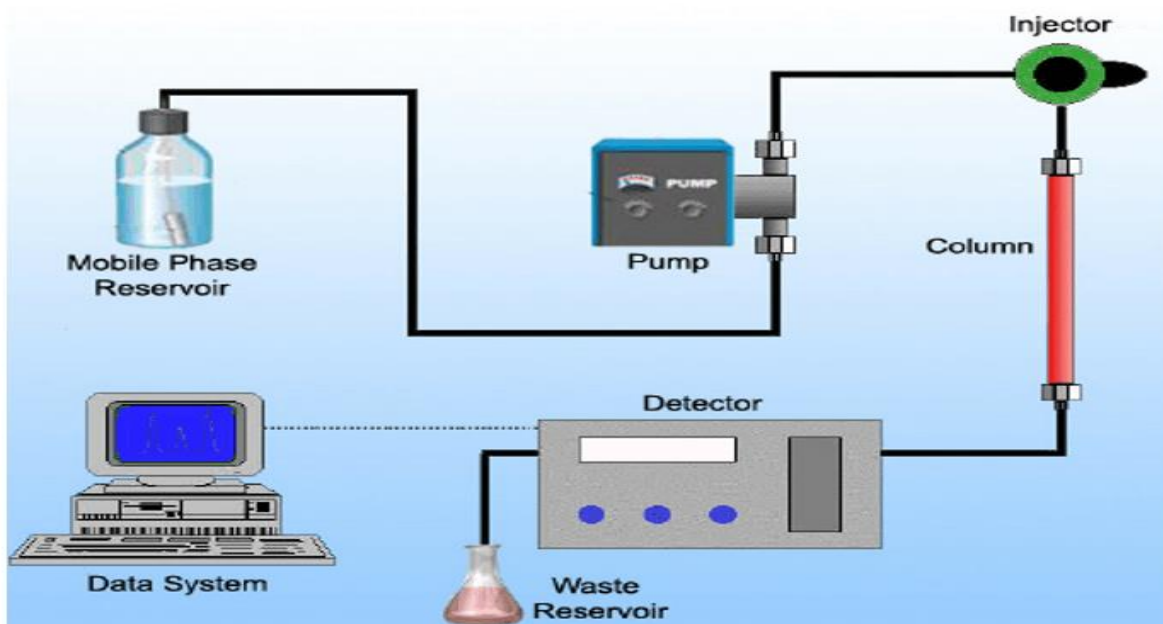 Injector
PUMP
Mobile Phase
Reservoir
Pump
Column
Detector
Data System
Waste
Reservoir